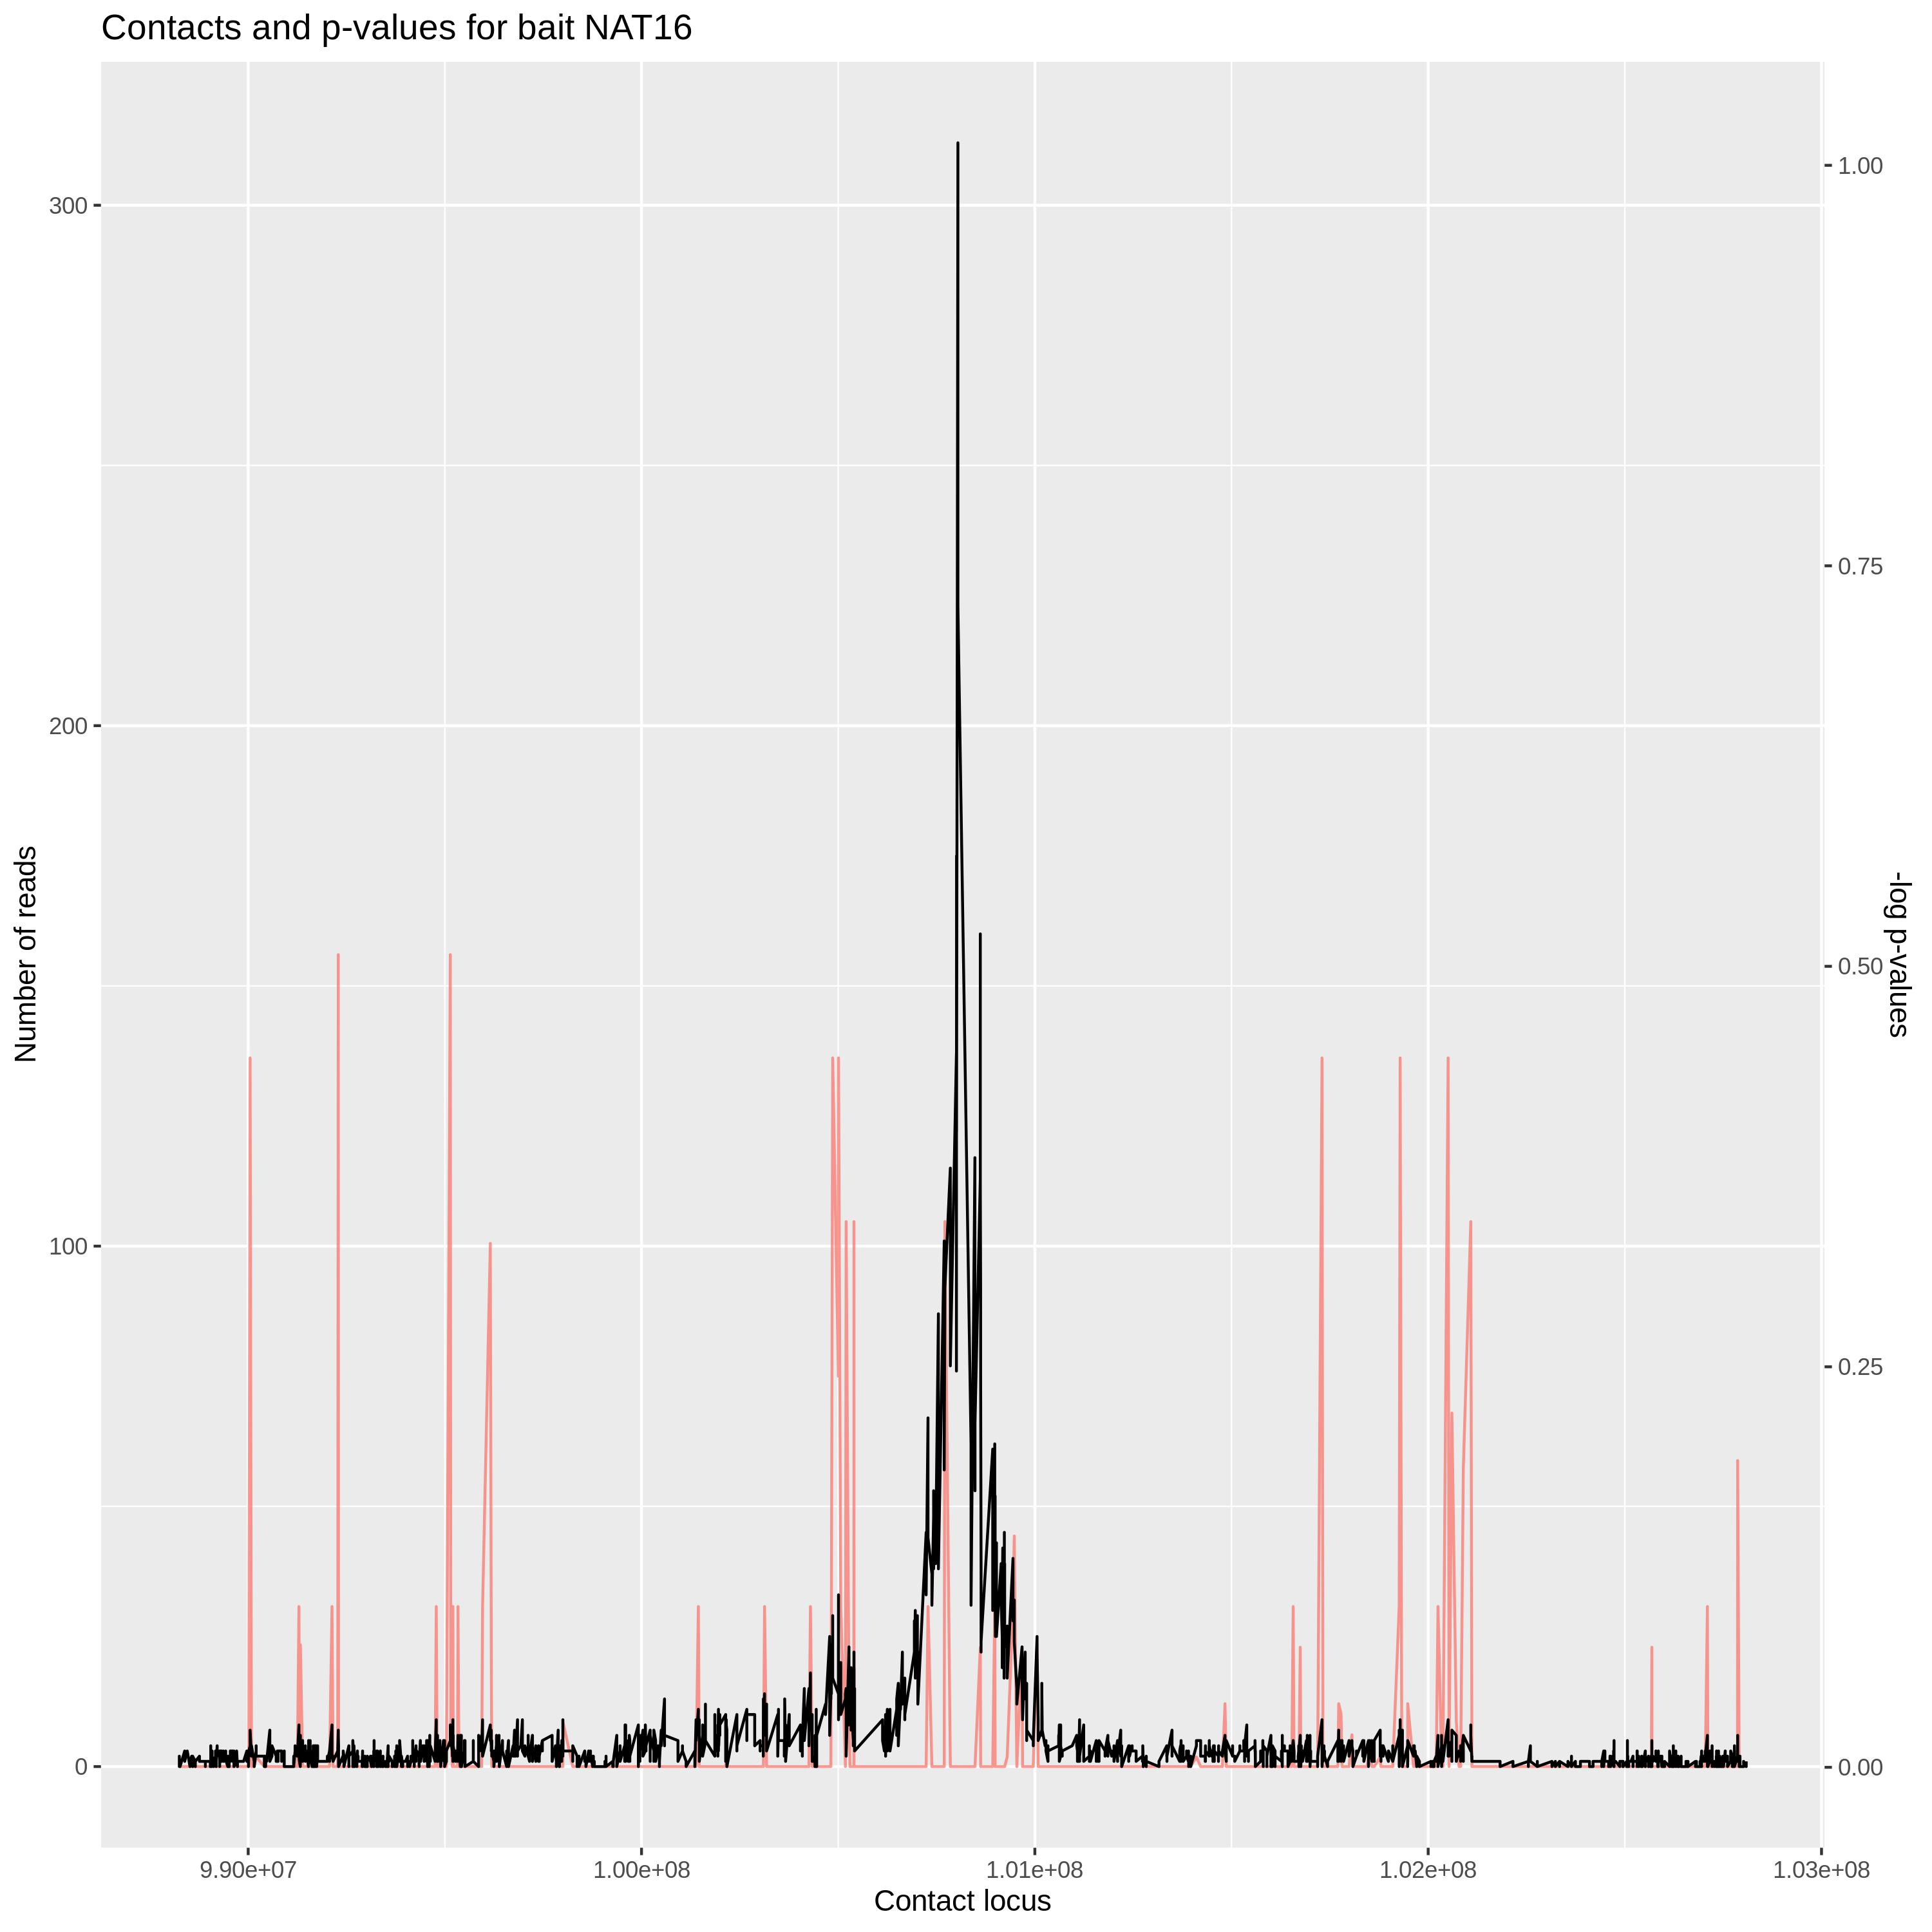 Contacts and p-values for bait NAT16
300
200
100
0
Number of reads
1.00
0.75
0.50
0.25
0.00
-log p-values
9.90e+07
1.00e+08
1.01e+08
1.02e+08
1.03e+08
Contact locus